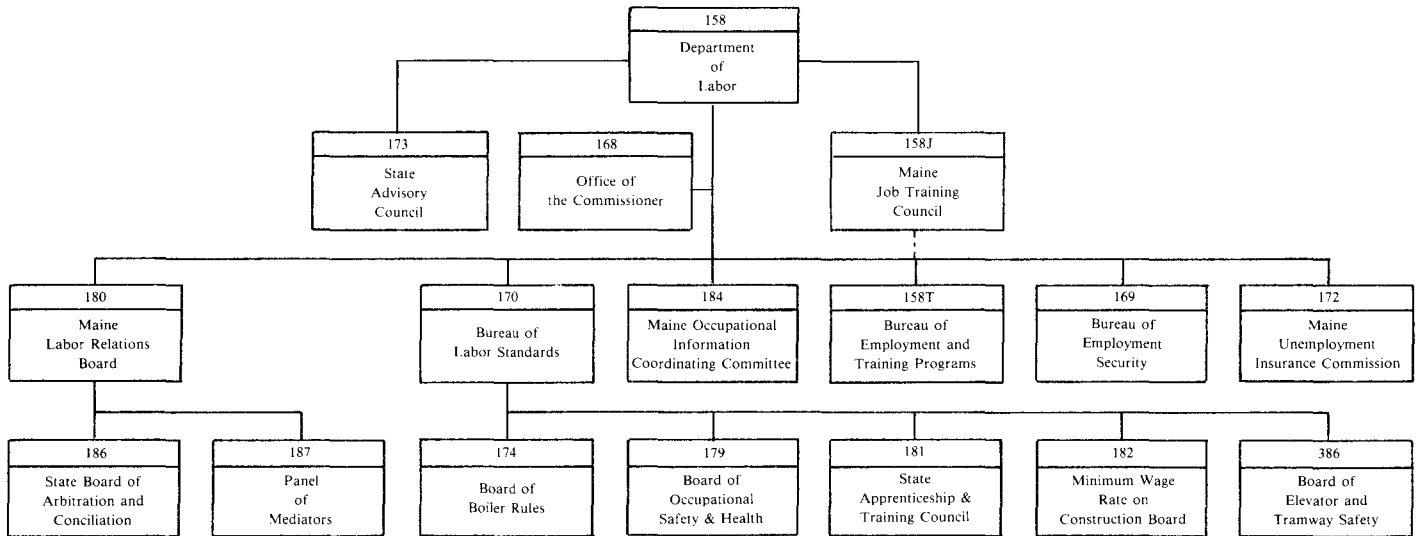 158
Department
of
Labor
173
State
Advisory
Council
168
Office of
the Commissioner
158J
Maine
Job Training
Council
180
Maine
Labor Relations
Board
170
Bureau of
Labor Standards
184
Maine Occupational
Information
Coordinating Committee
158T
Bureau of
Employment and
Training Programs
169
Bureau of
Employment
Security
172
Maine
Unemployment
Insurance Commission
186
State Board of
Arbitration and
Conciliation
187
Panel
of
Mediators
174
Board of
Boiler Rules
179
Board of
Occupational
Safety & Health
181
State
Apprenticeship &
Training Council
182
Minimum Wage
Rate on
Construction Board
386
Board of
Elevator and
Tramway Safety